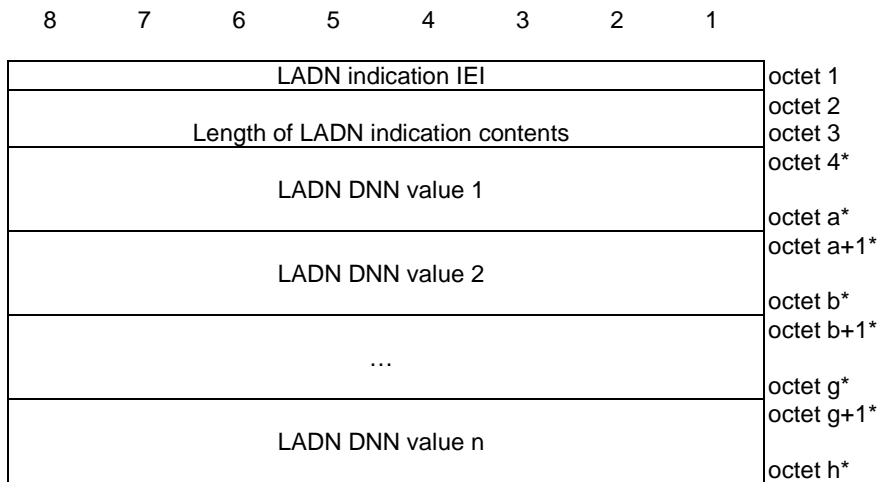 8 7 6 5 4 3 2 1
LADN indication IEI octet 1
octet 2
Length of LADN indication contents octet 3
octet 4*
LADN DNN value 1
octet a*
octet a+1*
LADN DNN value 2
octet b*
octet b+1*
…
octet g*
octet g+1*
LADN DNN value n
octet h*